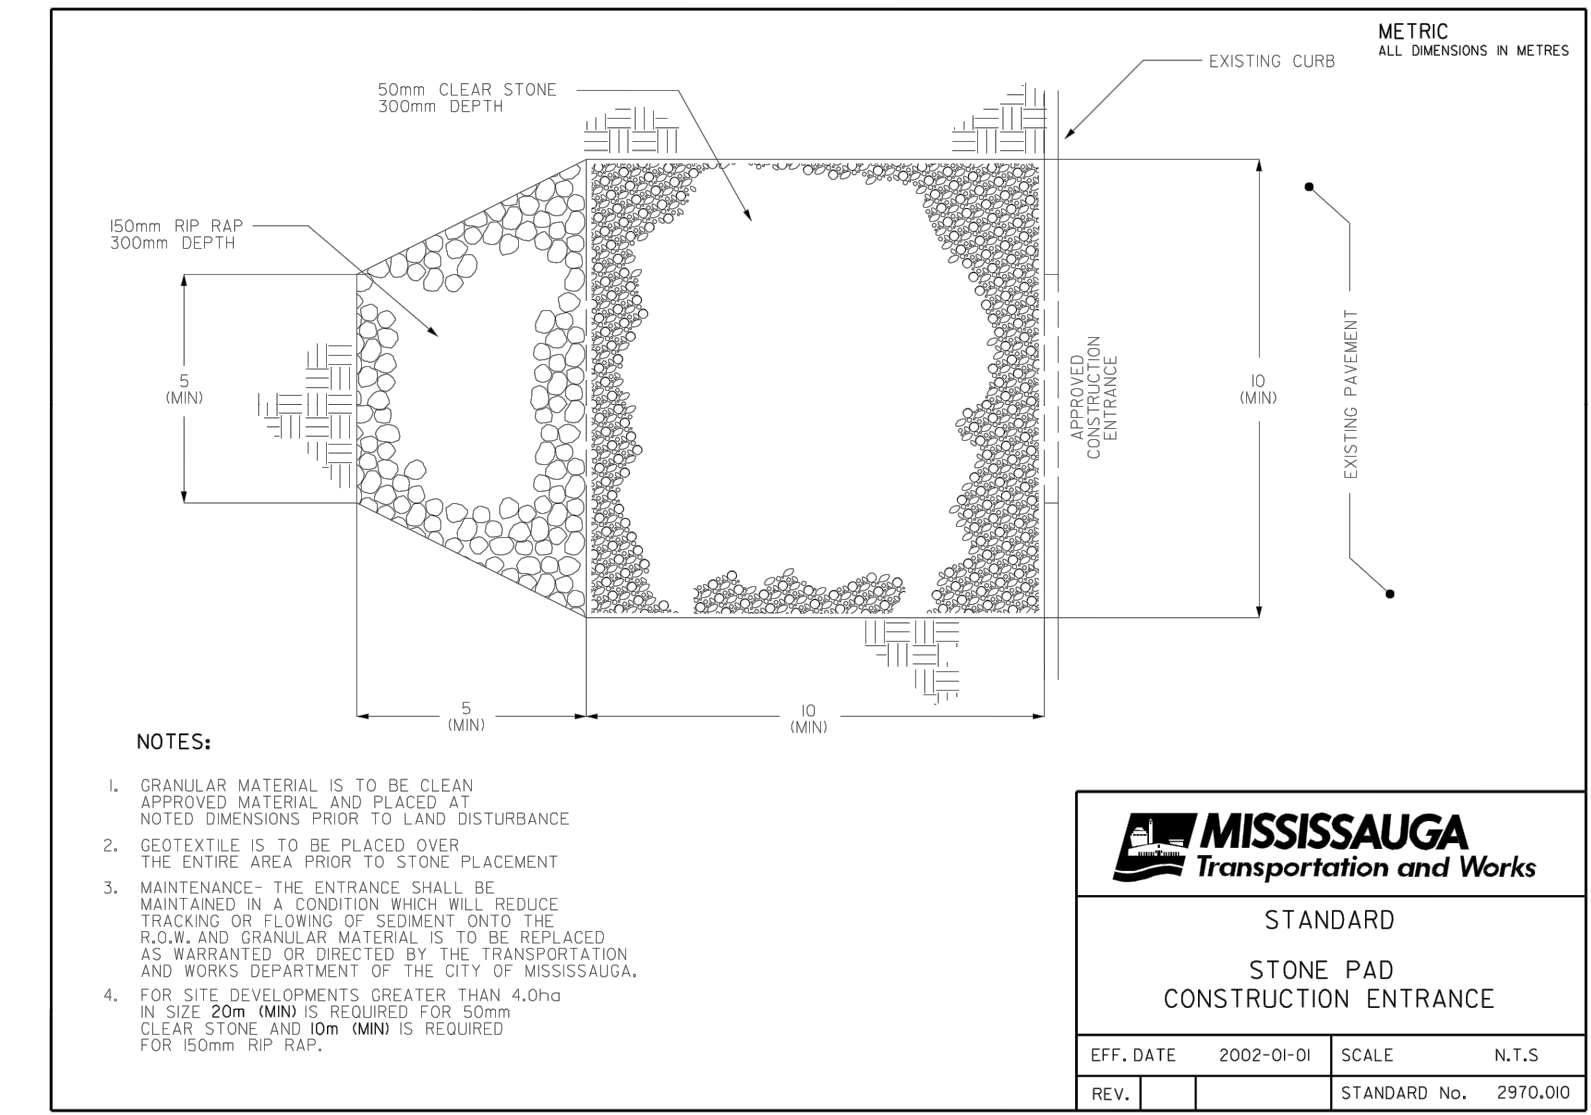 METRIC
ALL DIMENSIONS IN METRES
EXISTING CURB
50mm CLEAR STONE
300mm DEPTH
150mm RIP RAP
300mm DEPTH
5
(MIN)
APPROVED
CONSTRUCTION
ENTRANCE
10
(MIN)
EXISTING PAVEMENT
5
(MIN)
10
(MIN)
NOTES:
1. GRANULAR MATERIAL IS TO BE CLEAN
APPROVED MATERIAL AND PLACED AT
NOTED DIMENSIONS PRIOR TO LAND DISTURBANCE
2. GEOTEXTILE IS TO BE PLACED OVER
THE ENTIRE AREA PRIOR TO STONE PLACEMENT
3. MAINTENANCE- THE ENTRANCE SHALL BE
MAINTAINED IN A CONDITION WHICH WILL REDUCE
TRACKING OR FLOWING OF SEDIMENT ONTO THE
R.O.W. AND GRANULAR MATERIAL IS TO BE REPLACED
AS WARRANTED OR DIRECTED BY THE TRANSPORTATION
AND WORKS DEPARTMENT OF THE CITY OF MISSISSAUGA.
4. FOR SITE DEVELOPMENTS GREATER THAN 4.0ha
IN SIZE 20m (MIN) IS REQUIRED FOR 50mm
CLEAR STONE AND 10m (MIN) IS REQUIRED
FOR 150mm RIP RAP.
MISSISSAUGA
Transportation and Works
STANDARD
STONE PAD
CONSTRUCTION ENTRANCE
EFF. DATE 2002-01-01 SCALE N.T.S
REV. STANDARD No. 2970.010